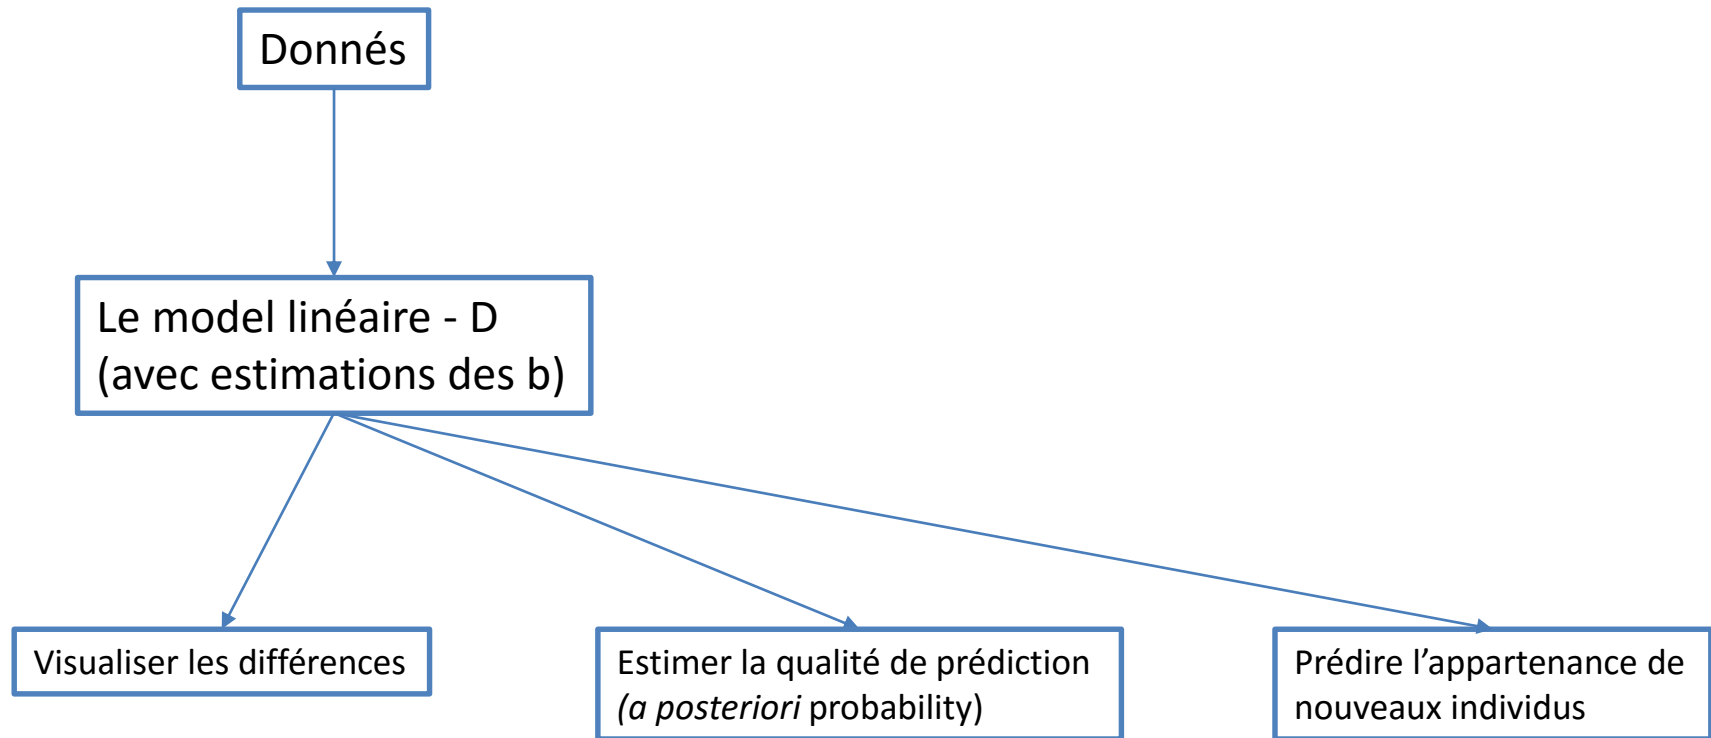 Donnés
Le model linéaire - D
(avec estimations des b)
Visualiser les différences
Estimer la qualité de prédiction
(a posteriori probability)
Prédire l’appartenance de
nouveaux individus